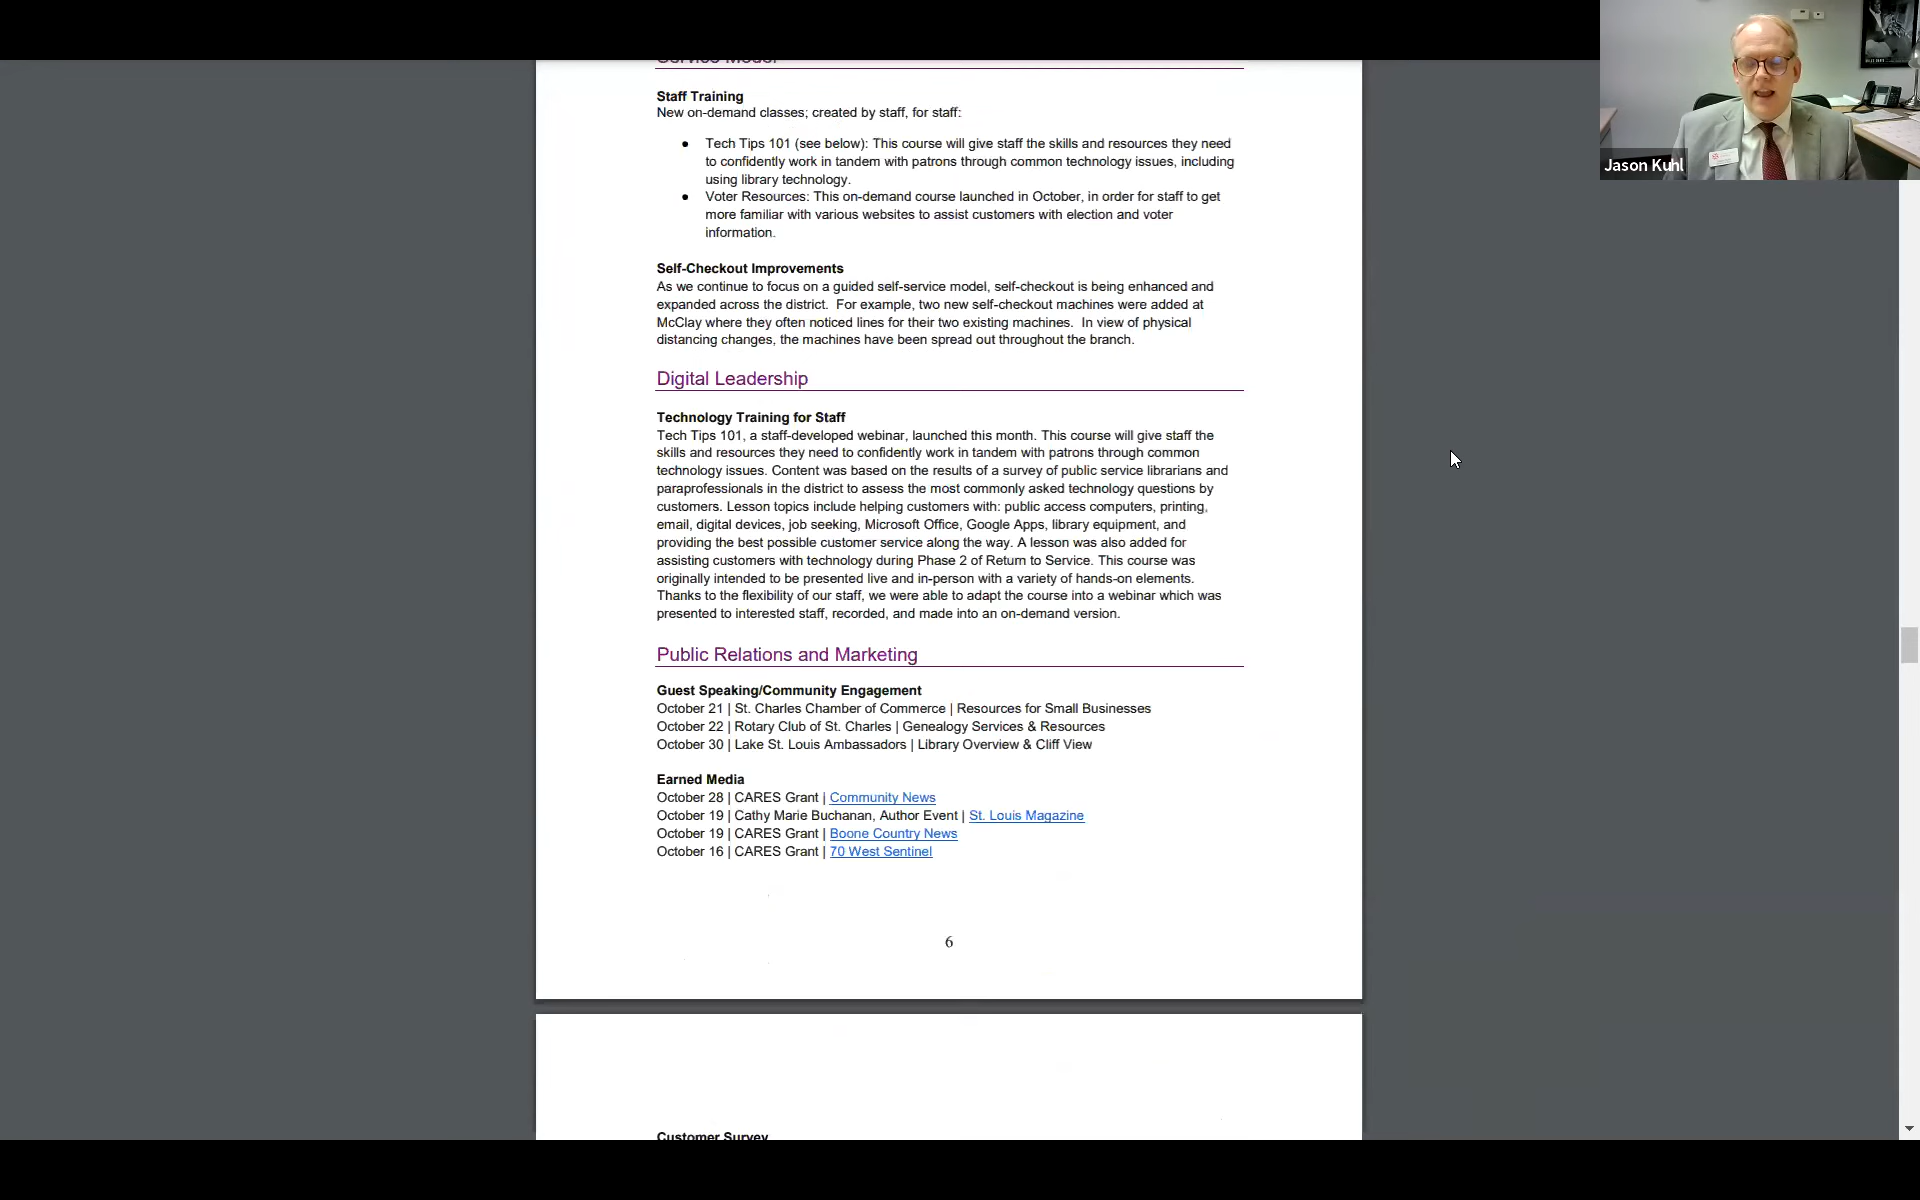 Service Model
Staff Training
New on-demand classes; created by staff, for staff:
● Tech Tips 101 (see below): This course will give staff the skills and resources they need
to confidently work in tandem with patrons through common technology issues, including
using library technology.
● Voter Resources: This on-demand course launched in October, in order for staff to get
more familiar with various websites to assist customers with election and voter
information.
Self-Checkout Improvements
As we continue to focus on a guided self-service model, self-checkout is being enhanced and
expanded across the district.  For example, two new self-checkout machines were added at
McClay where they often noticed lines for their two existing machines.  In view of physical
distancing changes, the machines have been spread out throughout the branch.
Digital Leadership
Technology Training for Staff
Tech Tips 101, a staff-developed webinar, launched this month. This course will give staff the
skills and resources they need to confidently work in tandem with patrons through common
technology issues. Content was based on the results of a survey of public service librarians and
paraprofessionals in the district to assess the most commonly asked technology questions by
customers. Lesson topics include helping customers with: public access computers, printing,
email, digital devices, job seeking, Microsoft Office, Google Apps, library equipment, and
providing the best possible customer service along the way. A lesson was also added for
assisting customers with technology during Phase 2 of Return to Service. This course was
originally intended to be presented live and in-person with a variety of hands-on elements.
Thanks to the flexibility of our staff, we were able to adapt the course into a webinar which was
presented to interested staff, recorded, and made into an on-demand version.
Public Relations and Marketing
Guest Speaking/Community Engagement
October 21 | St. Charles Chamber of Commerce | Resources for Small Businesses
October 22 | Rotary Club of St. Charles | Genealogy Services & Resources
October 30 | Lake St. Louis Ambassadors | Library Overview & Cliff View
Earned Media
October 28 | CARES Grant | Community News
October 19 | Cathy Marie Buchanan, Author Event | St. Louis Magazine
October 19 | CARES Grant | Boone Country News
October 16 | CARES Grant | 70 West Sentinel
6
Customer Survey
Jason Kuhl